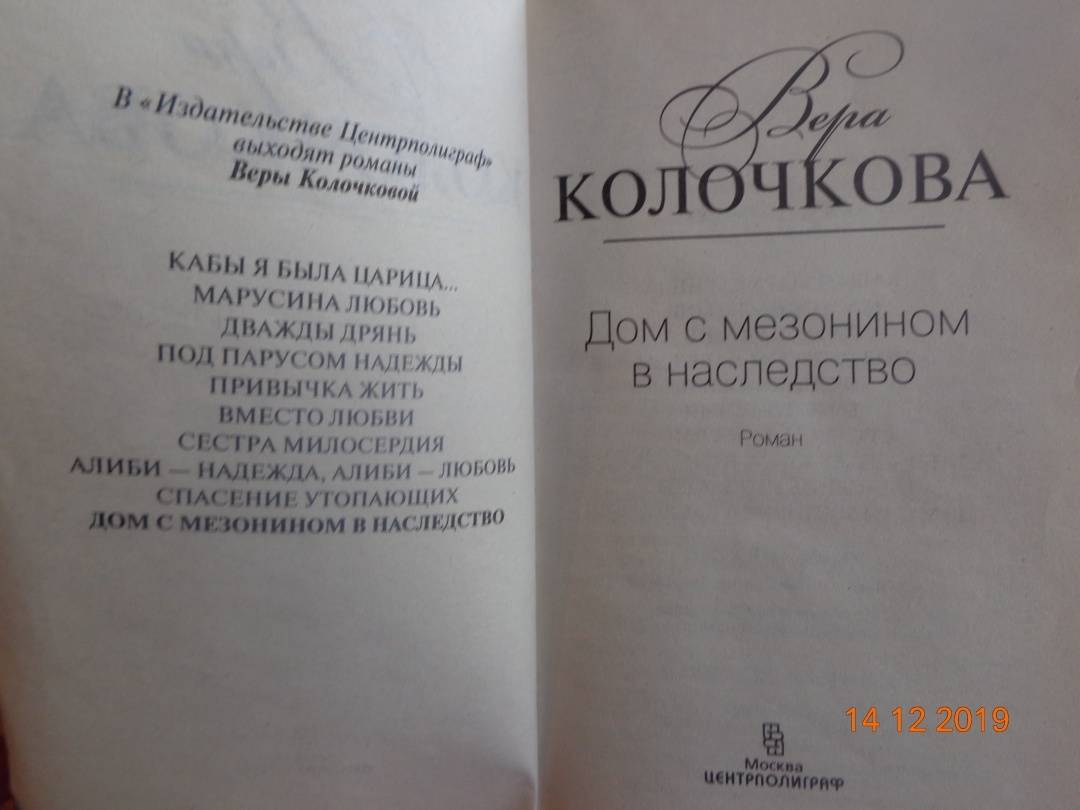 В «Издательстве Центрполиграф»
выходят романы
Веры Колочковой
КАБЫ Я БЫЛА ЦАРИЦА...
МАРУСИНА ЛЮБОВЬ
ДВАЖДЫ ДРЯНЬ
ПОД ПАРУСОМ НАДЕЖДЫ
ПРИВЫЧКА ЖИТЬ
ВМЕСТО ЛЮБВИ
СЕСТРА МИЛОСЕРДИЯ
АЛИБИ — НАДЕЖДА, АЛИБИ — ЛЮБОВЬ
СПАСЕНИЕ УТОПАЮЩИХ
ДОМ С МЕЗОНИНОМ В НАСЛЕДСТВО
Вера
КОЛОЧКОВА
Дом с мезонином
в наследство
Роман
Москва
ЦЕНТРПОЛИГРАФ
14 12 2019